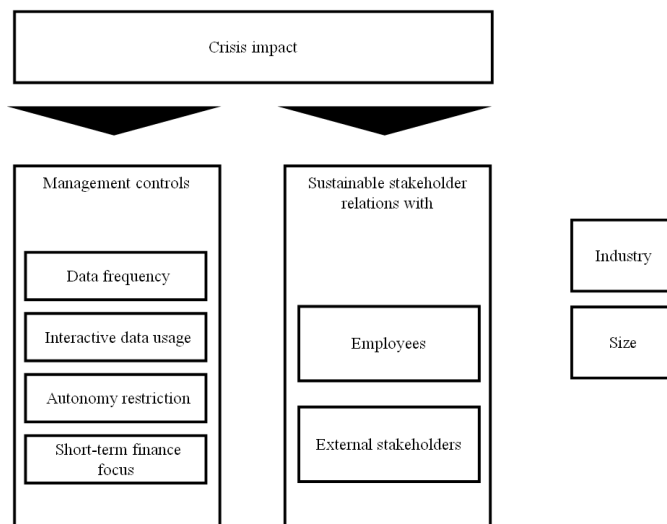 Crisis impact
Management controls
Data frequency
Interactive data usage
Autonomy restriction
Short-term finance
focus
Sustainable stakeholder
relations with
Employees
External stakeholders
Industry
Size